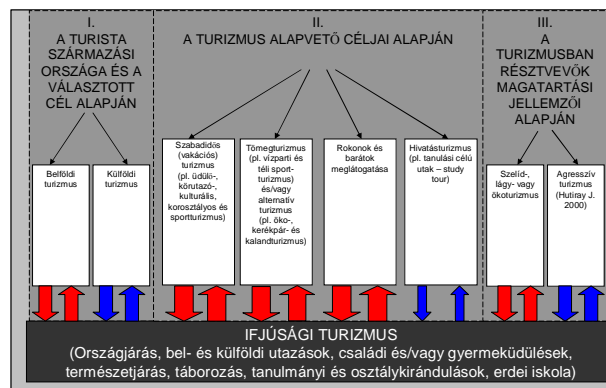 I.
A TURISTA
SZÁRMAZÁSI
ORSZÁGA ÉS A
VÁLASZTOTT
CÉL ALAPJÁN
Belföldi
turizmus
Külföldi
turizmus
II.
A TURIZMUS ALAPVETŐ CÉLJAI ALAPJÁN
Szabadidős
(vakációs)
turizmus
(pl. üdülő-,
körutazó-,
kulturális,
korosztályos és
sportturizmus)
Tömegturizmus
(pl. vízparti és
téli sport-
turizmus)
és/vagy
alternatív
turizmus
(pl. öko-,
kerékpár- és
kalandturizmus)
Rokonok és
barátok
meglátogatása
Hivatásturizmus
(pl. tanulási célú
utak – study
tour)
III.
A
TURIZMUSBAN
RÉSZTVEVŐK
MAGATARTÁSI
JELLEMZŐI
ALAPJÁN
Szelíd-,
lágy- vagy
ökoturizmus
Agresszív
turizmus
(Hutiray J.
2000)
IFJÚSÁGI TURIZMUS
(Országjárás, bel- és külföldi utazások, családi és/vagy gyermeküdülések,
természetjárás, táborozás, tanulmányi és osztálykirándulások, erdei iskola)